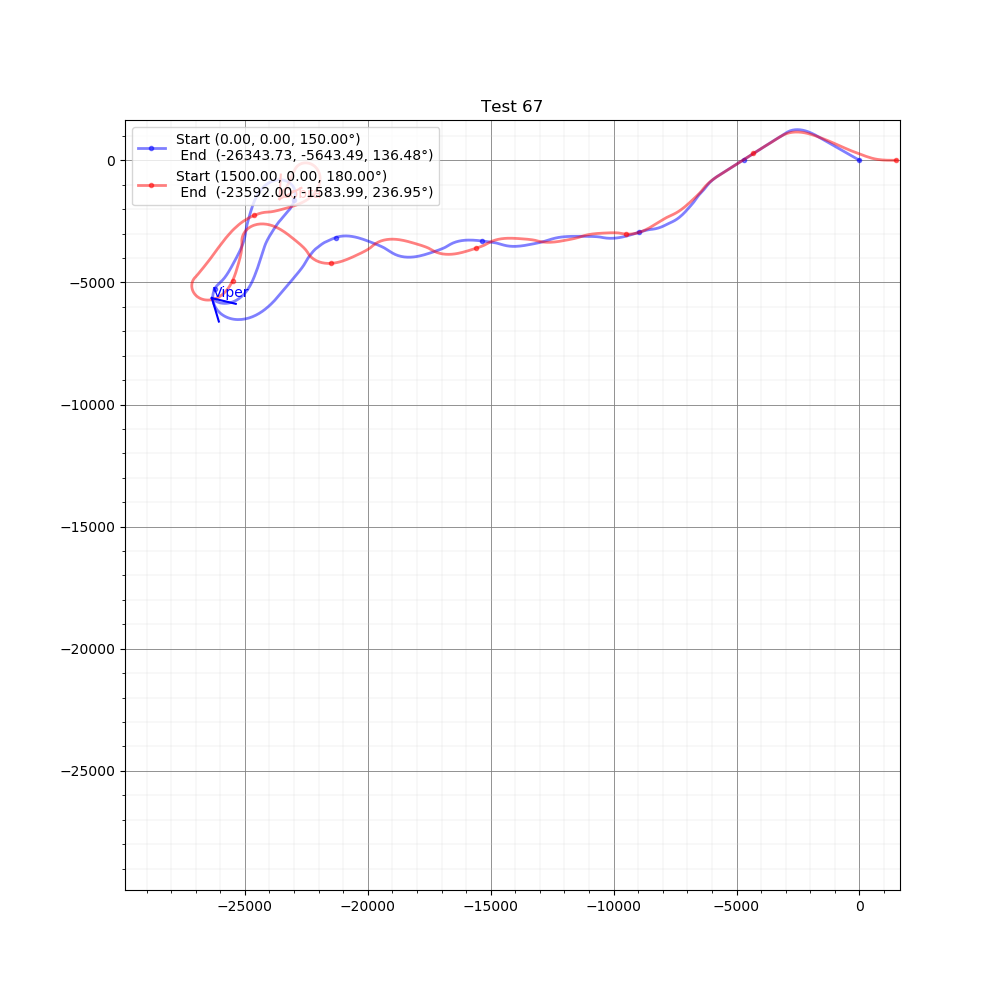 Test 67
Start (0.00, 0.00, 150.00°)
End (-26343.73, -5643.49, 136.48°)
Start (1500.00, 0.00, 180.00°)
End (-23592.00, -1583.99, 236.95°)
Viper
0
−5000
−10000
−15000
−20000
−25000
−25000 −20000 −15000 −10000 −5000 0